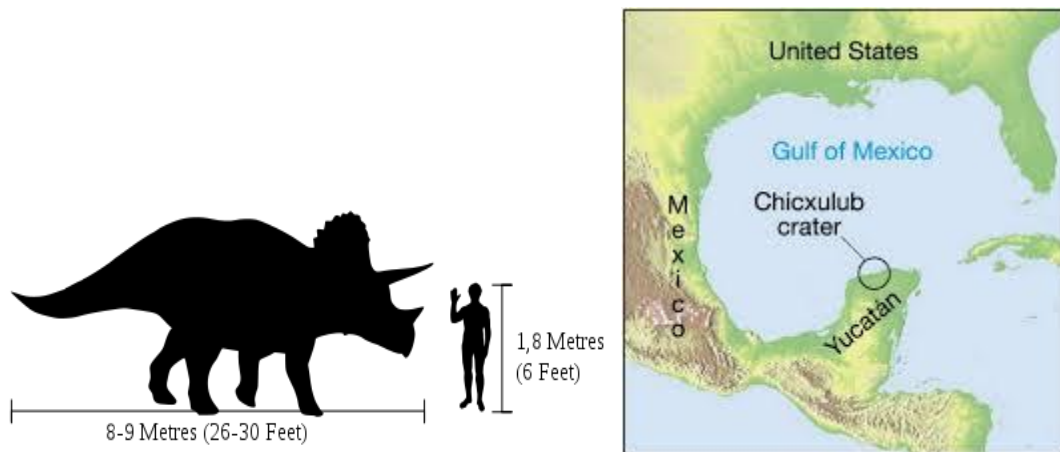 1,8 Metres
(6 Feet)
8-9 Metres (26-30 Feet)
United States
Gulf of Mexico
Chicxulub
crater
Mexico
Yucatán